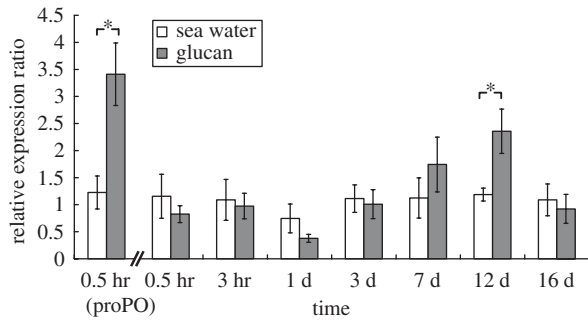 relative expression ratio
4.5
4
3.5
3
2.5
2
1.5
1
0.5
0
*
sea water
glucan
*
0.5 hr 0.5 hr 3 hr 1 d 3 d 7 d 12 d 16 d
(proPO)
time